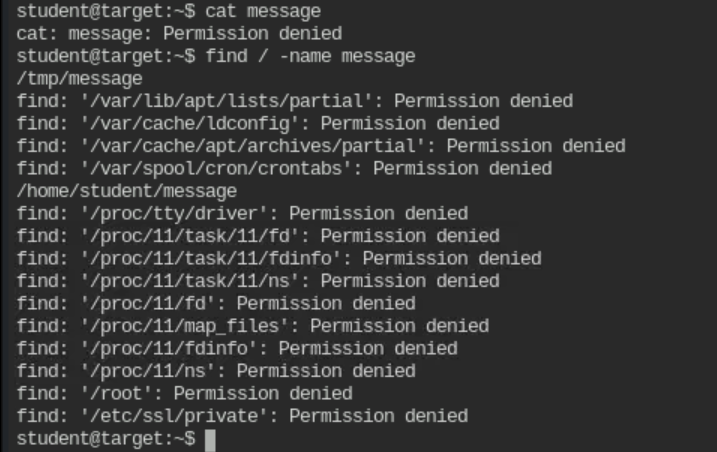 student@target:~$ cat message
cat: message: Permission denied
student@target:~$ find / -name message
/tmp/message
find: '/var/lib/apt/lists/partial': Permission denied
find: '/var/cache/ldconfig': Permission denied
find: '/var/cache/apt/archives/partial': Permission denied
find: '/var/spool/cron/crontabs': Permission denied
/home/student/message
find: '/proc/tty/driver': Permission denied
find: '/proc/11/task/11/fd': Permission denied
find: '/proc/11/task/11/fdinfo': Permission denied
find: '/proc/11/task/11/ns': Permission denied
find: '/proc/11/fd': Permission denied
find: '/proc/11/map_files': Permission denied
find: '/proc/11/fdinfo': Permission denied
find: '/proc/11/ns': Permission denied
find: '/root': Permission denied
find: '/etc/ssl/private': Permission denied
student@target:~$